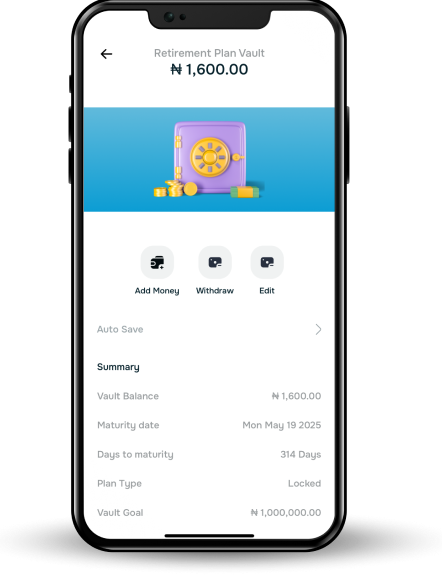 Retirement Plan Vault
₦ 1,600.00
Add Money
Withdraw
Edit
Auto Save
Summary
Vault Balance ₦ 1,600.00
Maturity date Mon May 19 2025
Days to maturity 314 Days
Plan Type Locked
Vault Goal ₦ 1,000,000.00